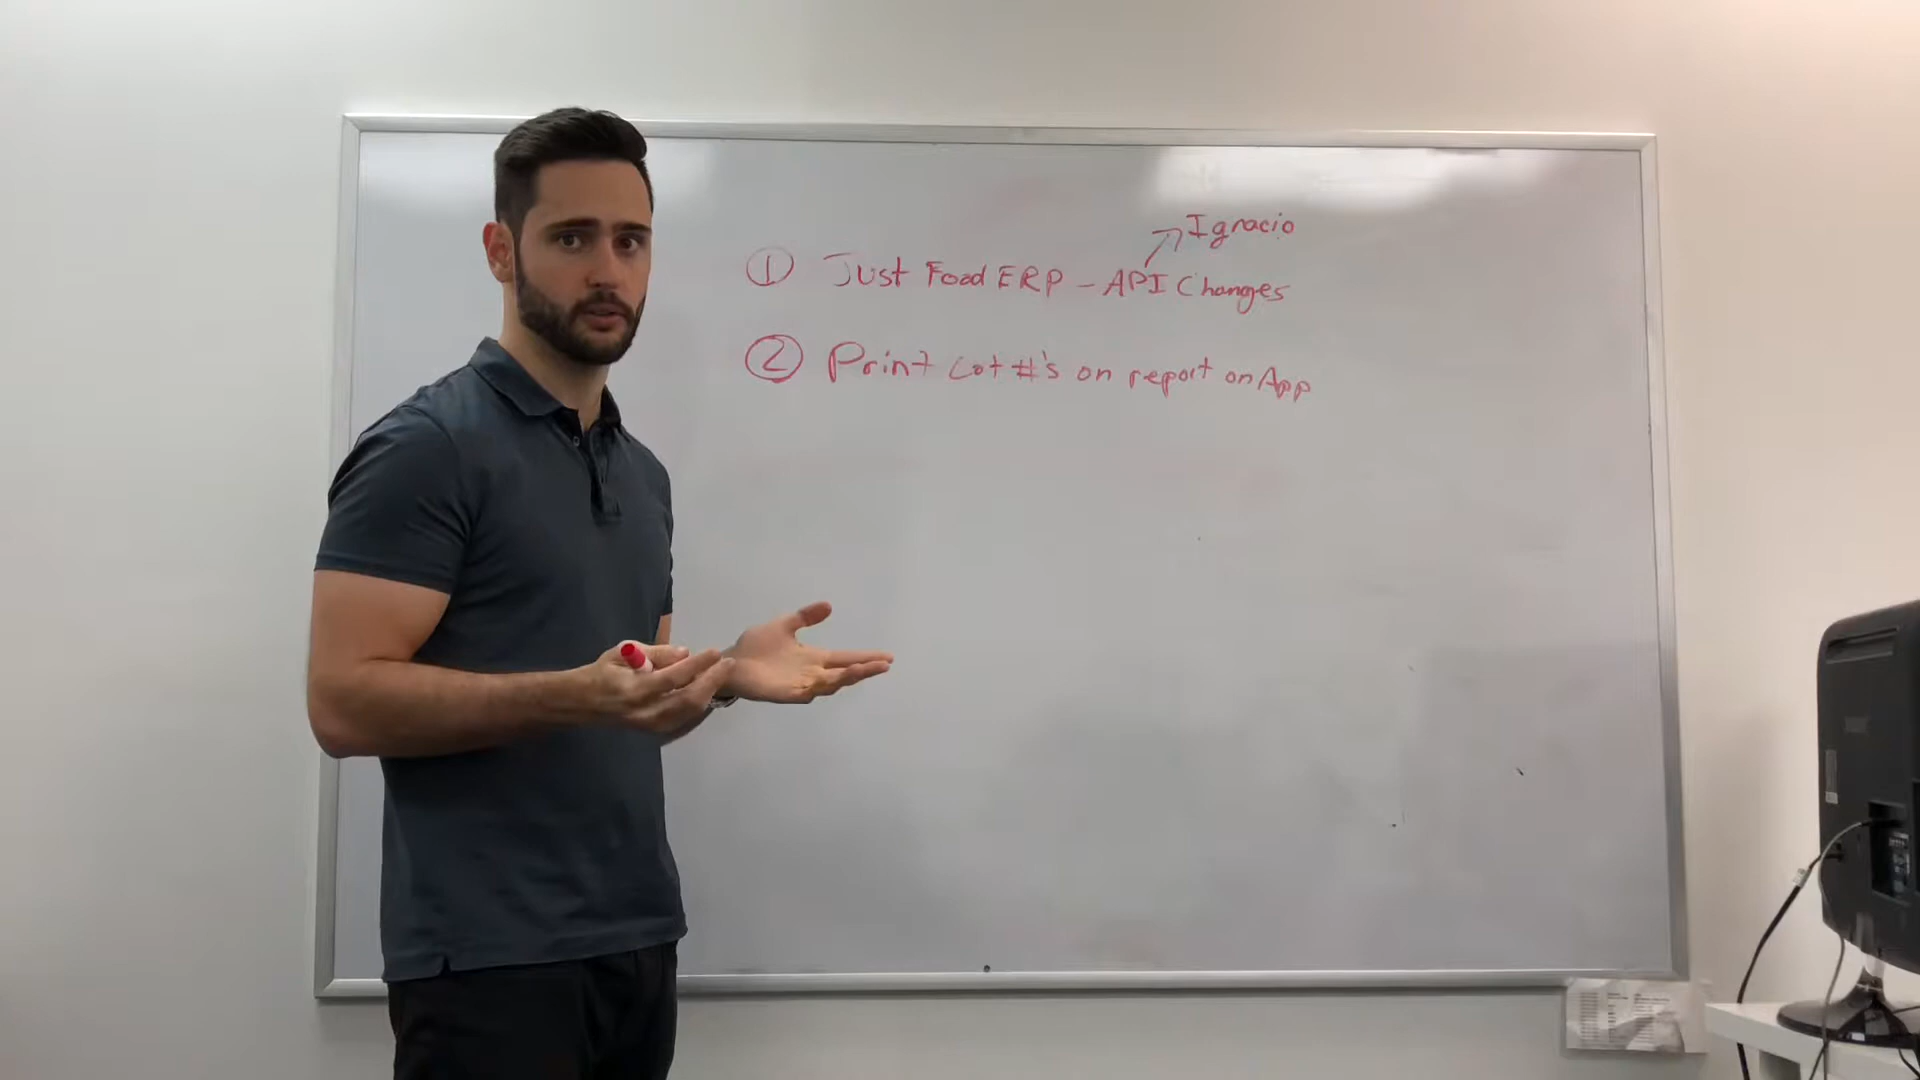 Ignacio
① Just Food ERP - API Changes
② Print Lot #'s on report on App